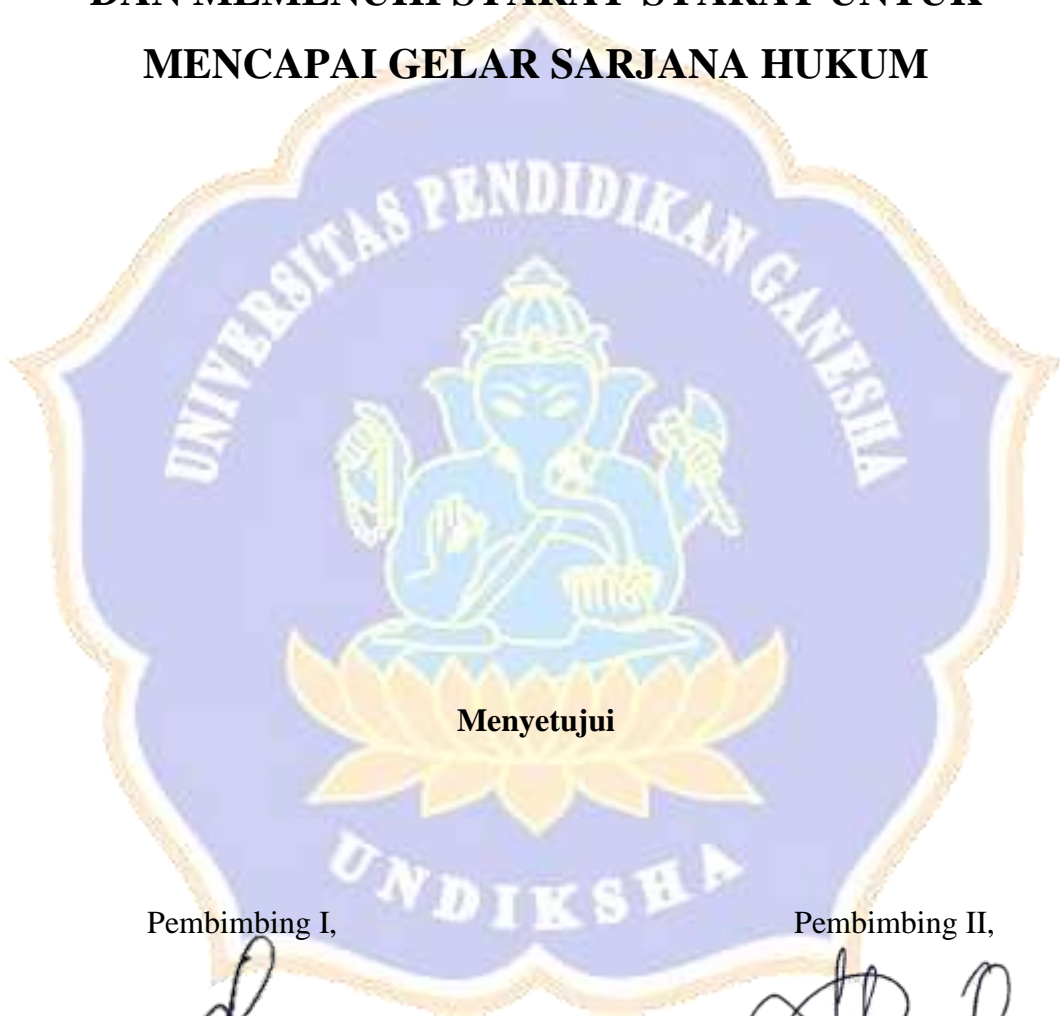 DAN MEMENUHI SYARAT-SYARAT UNTUK
MENCAPAI GELAR SARJANA HUKUM
UNIVERSITAS PENDIDIKAN GANESHA
Menyetujui
UNDIKSHA
Pembimbing I,
Pembimbing II,